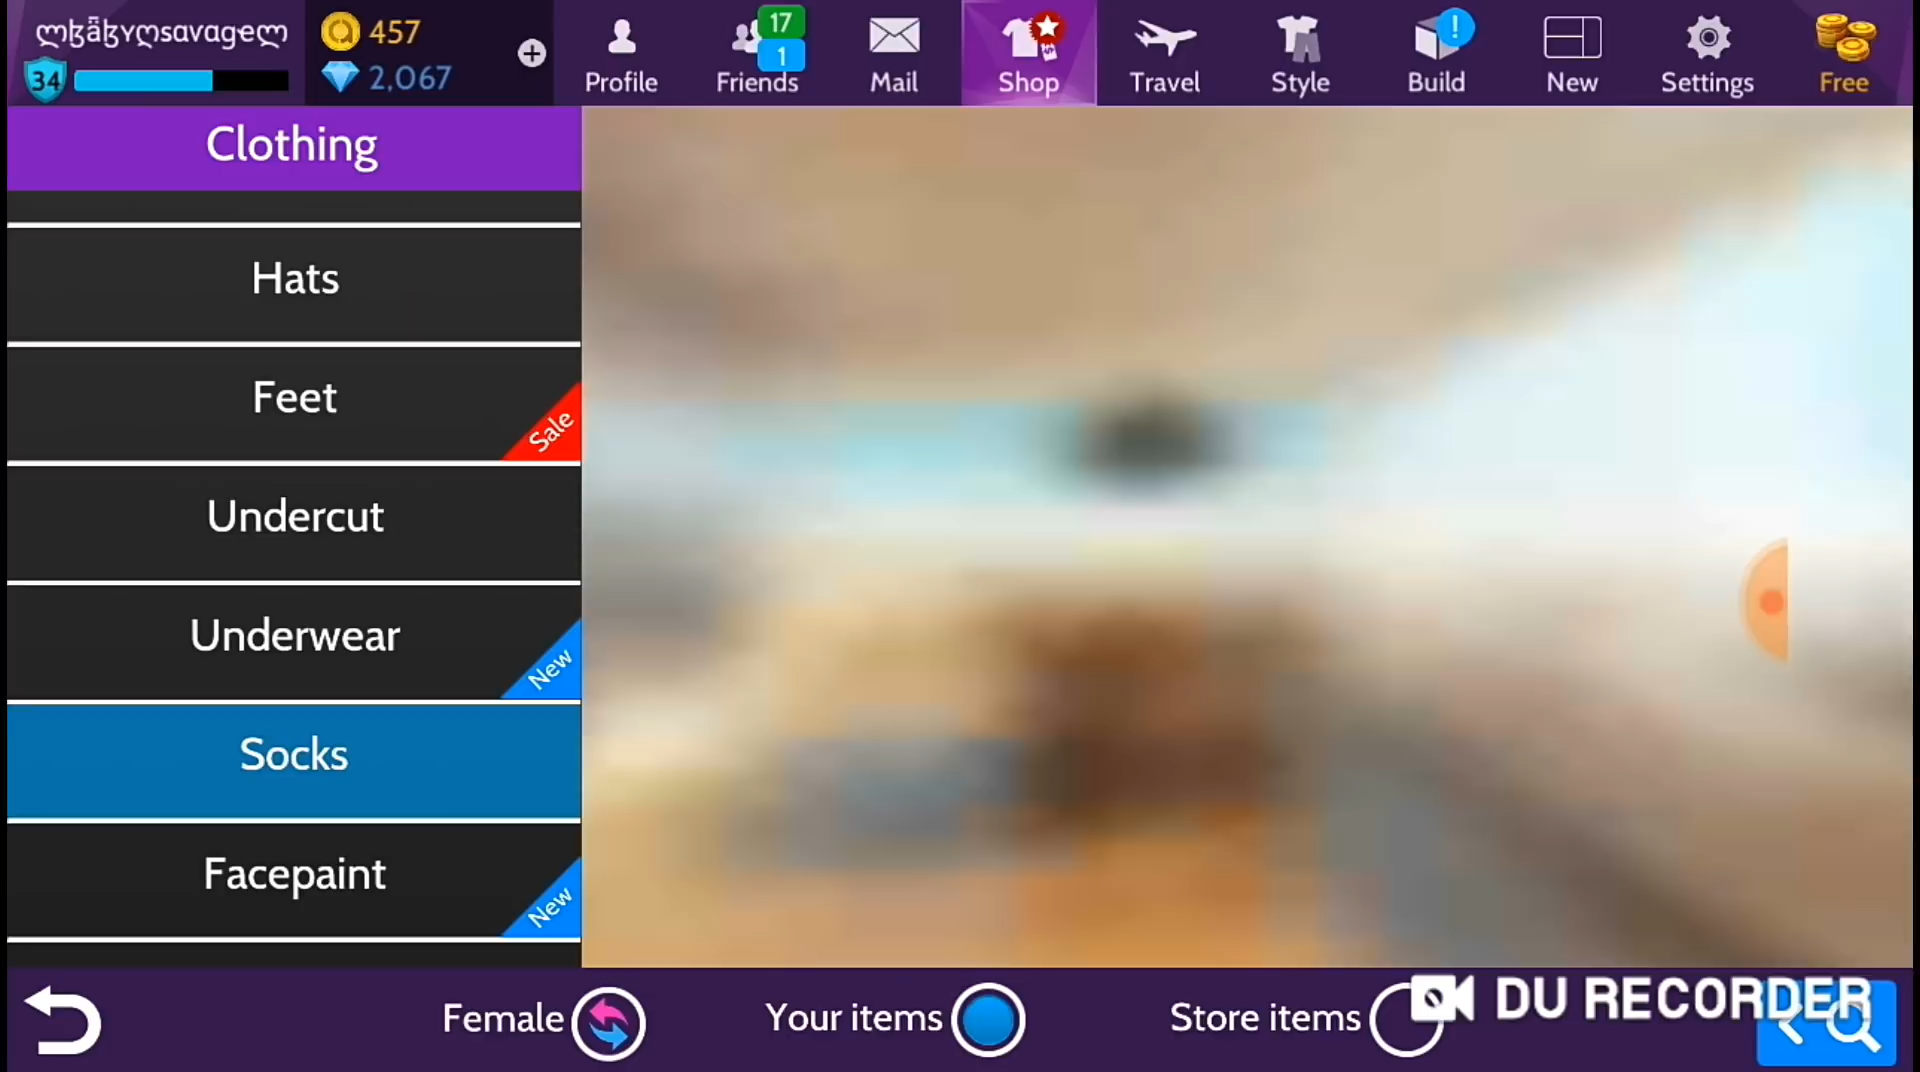 ლჩäჩʏლsαvαgeლ
34
457
2,067
Profile
17
1
Friends
Mail
Shop
Travel
Style
!
Build
New
Settings
Free
Clothing
Hats
Feet
Sale
Undercut
Underwear
New
Socks
Facepaint
New
Female
Your items
Store items
DU RECORDER